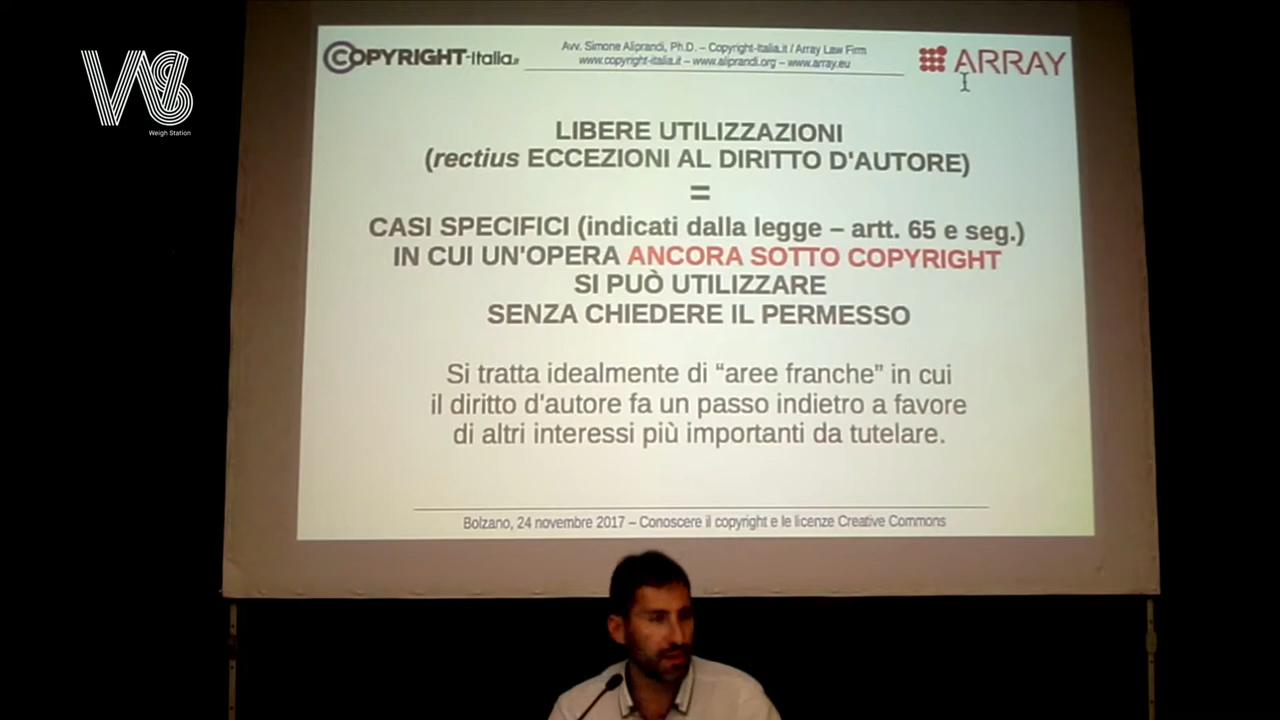 WS
Weigh Station
COPYRIGHT-Italia.it
Avv. Simone Aliprandi, Ph.D. – Copyright-Italia.it / Array Law Firm
www.copyright-italia.it – www.aliprandi.org – www.array.eu
ARRAY
LIBERE UTILIZZAZIONI
(rectius ECCEZIONI AL DIRITTO D'AUTORE)
=
CASI SPECIFICI (indicati dalla legge – artt. 65 e seg.)
IN CUI UN'OPERA ANCORA SOTTO COPYRIGHT
SI PUÒ UTILIZZARE
SENZA CHIEDERE IL PERMESSO
Si tratta idealmente di “aree franche” in cui
il diritto d'autore fa un passo indietro a favore
di altri interessi più importanti da tutelare.
Bolzano, 24 novembre 2017 – Conoscere il copyright e le licenze Creative Commons